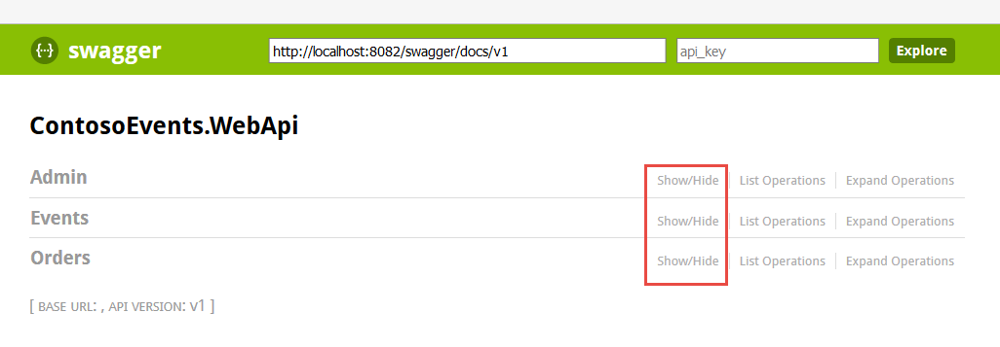 {···} swagger http://localhost:8082/swagger/docs/v1 api_key Explore
ContosoEvents.WebApi
Admin Show/Hide List Operations Expand Operations
Events Show/Hide List Operations Expand Operations
Orders Show/Hide List Operations Expand Operations
[ BASE URL: , API VERSION: v1 ]